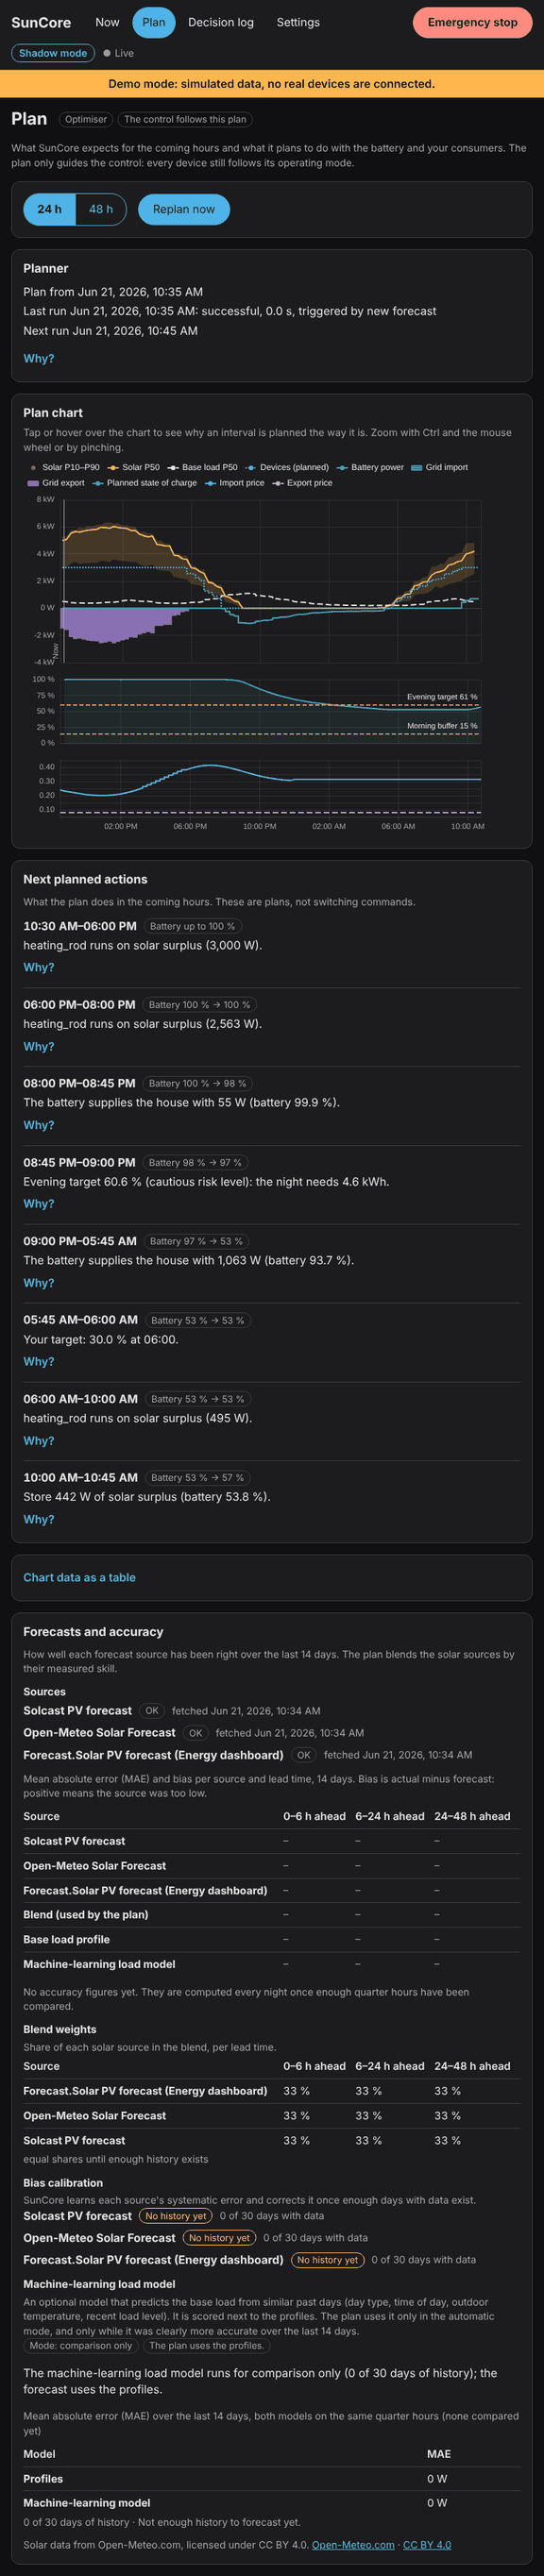 SunCore Now Plan Decision log Settings Emergency stop
Shadow mode Live
Demo mode: simulated data, no real devices are connected.
Plan Optimiser The control follows this plan
What SunCore expects for the coming hours and what it plans to do with the battery and your consumers. The
plan only guides the control: every device still follows its operating mode.
24 h 48 h Replan now
Planner
Plan from Jun 21, 2026, 10:35 AM
Last run Jun 21, 2026, 10:35 AM: successful, 0.0 s, triggered by new forecast
Next run Jun 21, 2026, 10:45 AM
Why?
Plan chart
Tap or hover over the chart to see why an interval is planned the way it is. Zoom with Ctrl and the mouse
wheel or by pinching.
Solar P10–P90 Solar P50 Base load P50 Devices (planned) Battery power Grid import
Grid export Planned state of charge Import price Export price
8 kW
6 kW
4 kW
2 kW
0 W
-2 kW
-4 kW
Now
100 %
75 %
50 %
25 %
0 %
Evening target 61 %
Morning buffer 15 %
0.40
0.30
0.20
0.10
02:00 PM 06:00 PM 10:00 PM 02:00 AM 06:00 AM 10:00 AM
Next planned actions
What the plan does in the coming hours. These are plans, not switching commands.
10:30 AM–06:00 PM Battery up to 100 %
heating_rod runs on solar surplus (3,000 W).
Why?
06:00 PM–08:00 PM Battery 100 % → 100 %
heating_rod runs on solar surplus (2,563 W).
Why?
08:00 PM–08:45 PM Battery 100 % → 98 %
The battery supplies the house with 55 W (battery 99.9 %).
Why?
08:45 PM–09:00 PM Battery 98 % → 97 %
Evening target 60.6 % (cautious risk level): the night needs 4.6 kWh.
Why?
09:00 PM–05:45 AM Battery 97 % → 53 %
The battery supplies the house with 1,063 W (battery 93.7 %).
Why?
05:45 AM–06:00 AM Battery 53 % → 53 %
Your target: 30.0 % at 06:00.
Why?
06:00 AM–10:00 AM Battery 53 % → 53 %
heating_rod runs on solar surplus (495 W).
Why?
10:00 AM–10:45 AM Battery 53 % → 57 %
Store 442 W of solar surplus (battery 53.8 %).
Why?
Chart data as a table
Forecasts and accuracy
How well each forecast source has been right over the last 14 days. The plan blends the solar sources by
their measured skill.
Sources
Solcast PV forecast OK fetched Jun 21, 2026, 10:34 AM
Open-Meteo Solar Forecast OK fetched Jun 21, 2026, 10:34 AM
Forecast.Solar PV forecast (Energy dashboard) OK fetched Jun 21, 2026, 10:34 AM
Mean absolute error (MAE) and bias per source and lead time, 14 days. Bias is actual minus forecast:
positive means the source was too low.
Source 0–6 h ahead 6–24 h ahead 24–48 h ahead
Solcast PV forecast – – –
Open-Meteo Solar Forecast – – –
Forecast.Solar PV forecast (Energy dashboard) – – –
Blend (used by the plan) – – –
Base load profile – – –
Machine-learning load model – – –
No accuracy figures yet. They are computed every night once enough quarter hours have been
compared.
Blend weights
Share of each solar source in the blend, per lead time.
Source 0–6 h ahead 6–24 h ahead 24–48 h ahead
Forecast.Solar PV forecast (Energy dashboard) 33 % 33 % 33 %
Open-Meteo Solar Forecast 33 % 33 % 33 %
Solcast PV forecast 33 % 33 % 33 %
equal shares until enough history exists
Bias calibration
SunCore learns each source's systematic error and corrects it once enough days with data exist.
Solcast PV forecast No history yet 0 of 30 days with data
Open-Meteo Solar Forecast No history yet 0 of 30 days with data
Forecast.Solar PV forecast (Energy dashboard) No history yet 0 of 30 days with data
Machine-learning load model
An optional model that predicts the base load from similar past days (day type, time of day, outdoor
temperature, recent load level). It is scored next to the profiles. The plan uses it only in the automatic
mode, and only while it was clearly more accurate over the last 14 days.
Mode: comparison only The plan uses the profiles.
The machine-learning load model runs for comparison only (0 of 30 days of history); the
forecast uses the profiles.
Mean absolute error (MAE) over the last 14 days, both models on the same quarter hours (none compared
yet)
Model MAE
Profiles 0 W
Machine-learning model 0 W
0 of 30 days of history · Not enough history to forecast yet.
Solar data from Open-Meteo.com, licensed under CC BY 4.0. Open-Meteo.com · CC BY 4.0